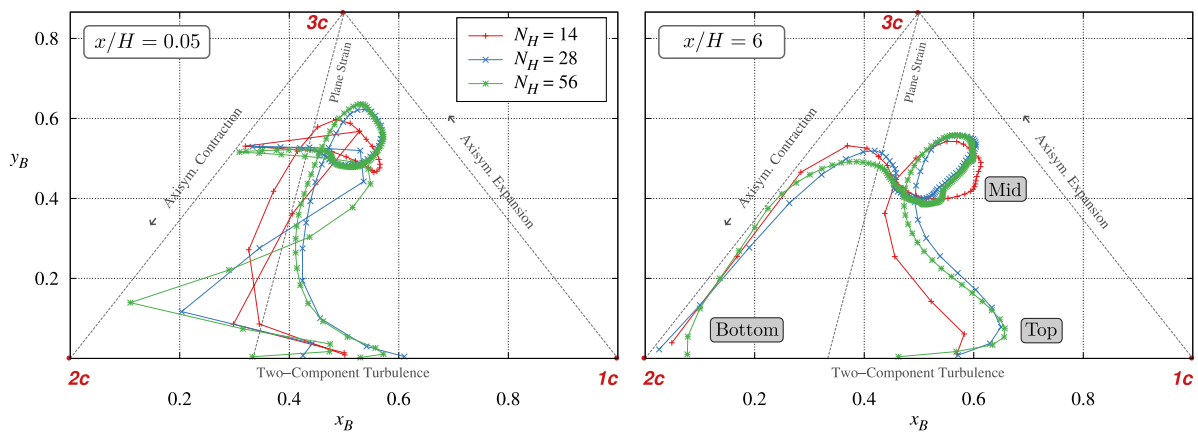 x/H = 0.05
3c
N_H = 14
N_H = 28
N_H = 56
Plane Strain
Axisym. Contraction
Axisym. Expansion
y_B
0.8
0.6
0.4
0.2
2c
Two−Component Turbulence
1c
0.2
0.4
0.6
0.8
x_B
x/H = 6
3c
Plane Strain
Axisym. Contraction
Axisym. Expansion
Mid
Bottom
Top
2c
Two−Component Turbulence
1c
0.2
0.4
0.6
0.8
x_B